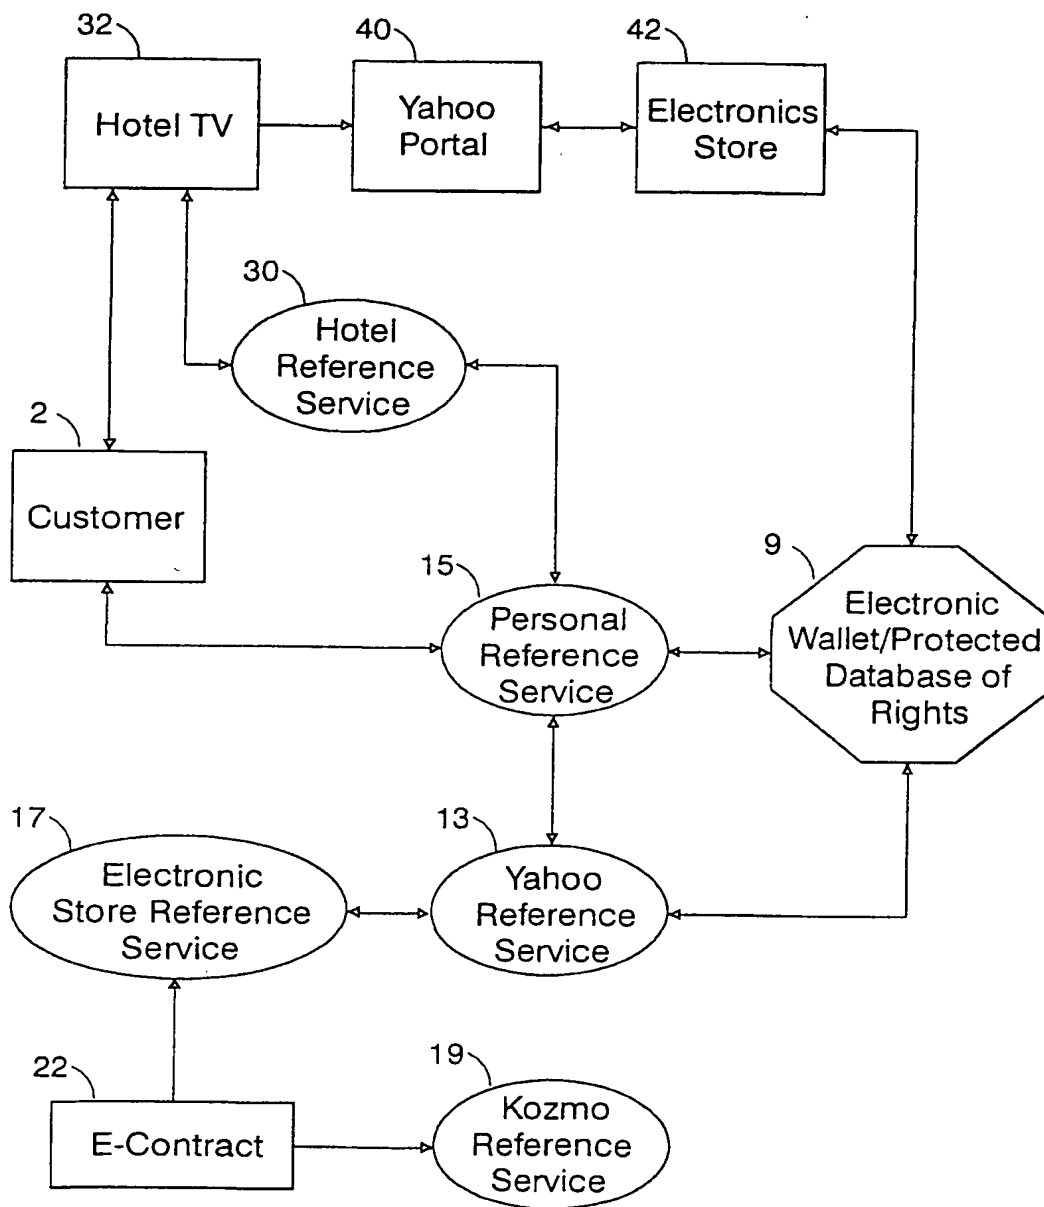 32
40
42
Hotel TV
Yahoo
Portal
Electronics
Store
30
Hotel
Reference
Service
2
Customer
9
15
Electronic
Wallet/Protected
Database of
Rights
Personal
Reference
Service
17
13
Electronic
Store Reference
Service
Yahoo
Reference
Service
22
19
E-Contract
Kozmo
Reference
Service